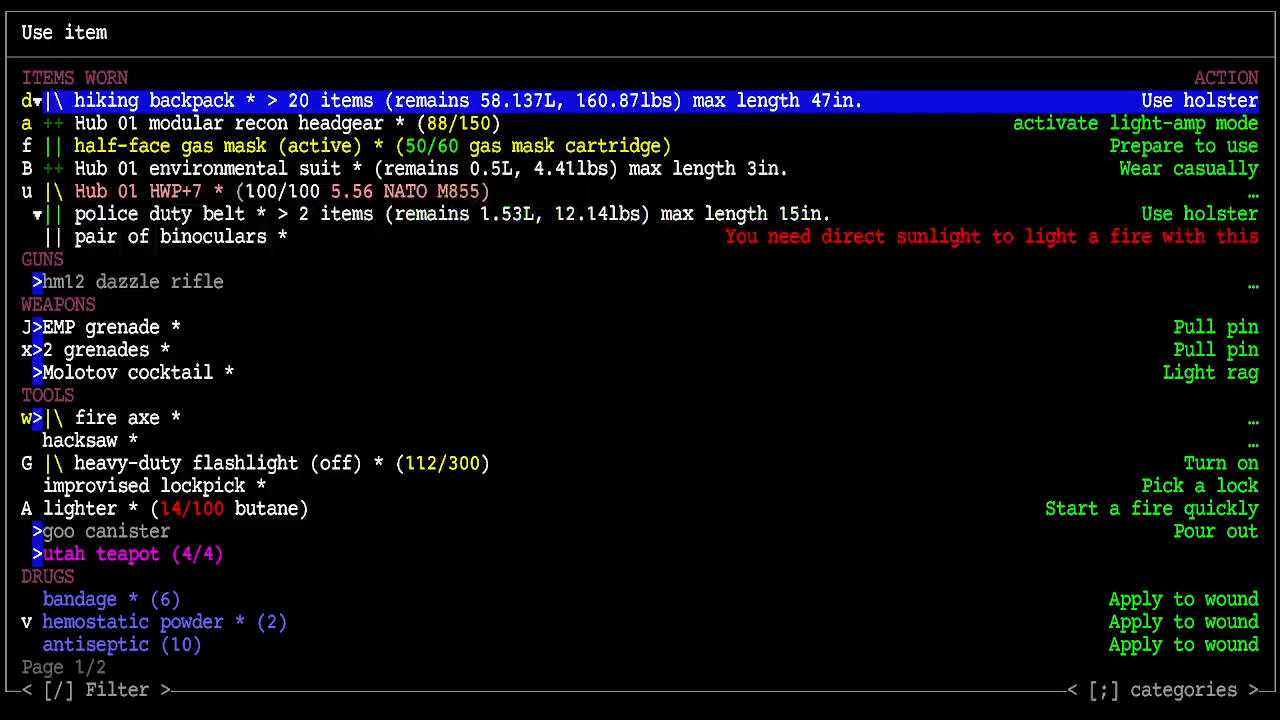 Use item
ITEMS WORN ACTION
d▼|\ hiking backpack * > 20 items (remains 58.137L, 160.87lbs) max length 47in. Use holster
a ++ Hub 01 modular recon headgear * (88/150) activate light-amp mode
f || half-face gas mask (active) * (50/60 gas mask cartridge) Prepare to use
B ++ Hub 01 environmental suit * (remains 0.5L, 4.41lbs) max length 3in. Wear casually
u |\ Hub 01 HWP+7 * (100/100 5.56 NATO M855) …
▼|| police duty belt * > 2 items (remains 1.53L, 12.14lbs) max length 15in. Use holster
|| pair of binoculars * You need direct sunlight to light a fire with this
GUNS
>hm12 dazzle rifle …
WEAPONS
J>EMP grenade * Pull pin
x>2 grenades * Pull pin
>Molotov cocktail * Light rag
TOOLS
w>|\ fire axe * …
hacksaw * …
G |\ heavy-duty flashlight (off) * (112/300) Turn on
improvised lockpick * Pick a lock
A lighter * (14/100 butane) Start a fire quickly
>goo canister Pour out
>utah teapot (4/4)
DRUGS
bandage * (6) Apply to wound
v hemostatic powder * (2) Apply to wound
antiseptic (10) Apply to wound
Page 1/2
< [/] Filter > < [;] categories >